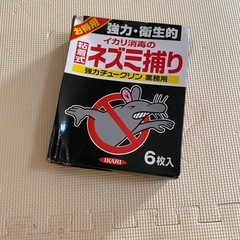 お得用
強力・衛生的
イカリ消毒の
粘着式
ネズミ捕り
強力チュークリン 業務用
IKARI
6枚入